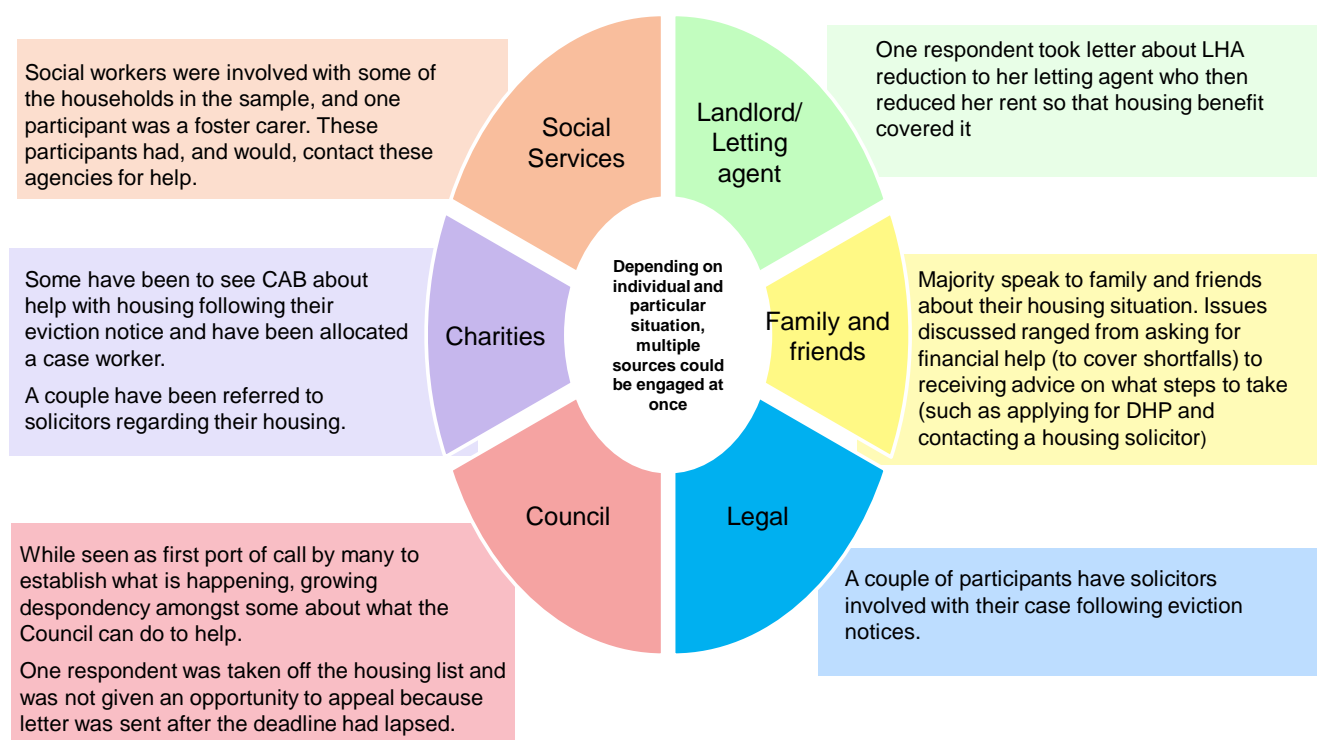 Social workers were involved with some of
the households in the sample, and one
participant was a foster carer. These
participants had, and would, contact these
agencies for help.
Social
Services
Landlord/
Letting
agent
One respondent took letter about LHA
reduction to her letting agent who then
reduced her rent so that housing benefit
covered it
Some have been to see CAB about
help with housing following their
eviction notice and have been allocated
a case worker.
A couple have been referred to
solicitors regarding their housing.
Charities
Depending on
individual and
particular
situation,
multiple
sources could
be engaged at
once
Family and
friends
Majority speak to family and friends
about their housing situation. Issues
discussed ranged from asking for
financial help (to cover shortfalls) to
receiving advice on what steps to take
(such as applying for DHP and
contacting a housing solicitor)
While seen as first port of call by many to
establish what is happening, growing
despondency amongst some about what the
Council can do to help.
One respondent was taken off the housing list and
was not given an opportunity to appeal because
letter was sent after the deadline had lapsed.
Council
Legal
A couple of participants have solicitors
involved with their case following eviction
notices.